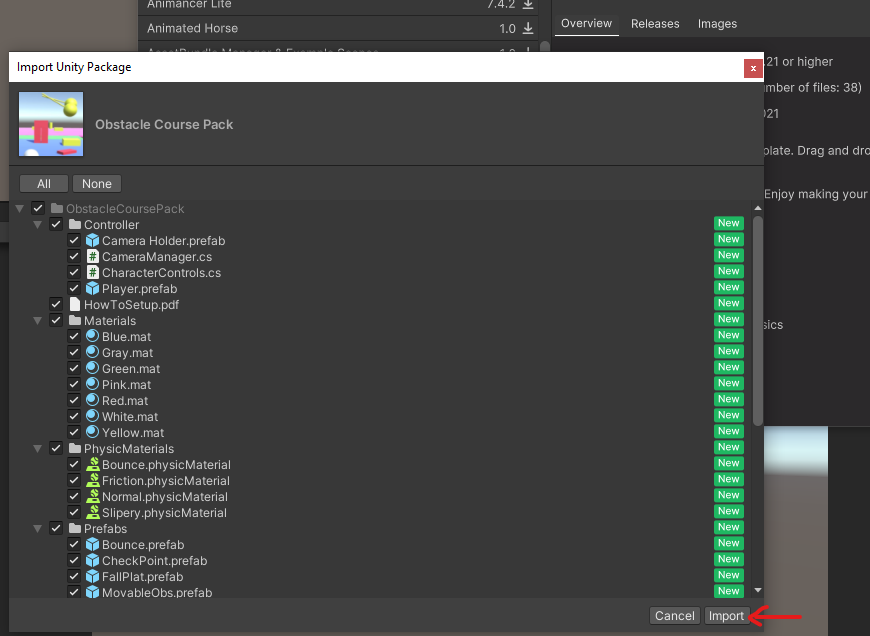 Animancer Lite 7.4.2
Animated Horse 1.0
Overview Releases Images
Import Unity Package
.21 or higher
Obstacle Course Pack
umber of files: 38)
021
plate. Drag and dro
All None
Enjoy making your
ObstacleCoursePack
Controller New
Camera Holder.prefab New
CameraManager.cs New
CharacterControls.cs New
Player.prefab New
HowToSetup.pdf New
Materials New
sics
Blue.mat New
Gray.mat New
Green.mat New
Pink.mat New
Red.mat New
White.mat New
Yellow.mat New
PhysicMaterials New
Bounce.physicMaterial New
Friction.physicMaterial New
Normal.physicMaterial New
Slipery.physicMaterial New
Prefabs New
Bounce.prefab New
CheckPoint.prefab New
FallPlat.prefab New
MovableObs.prefab New
Cancel Import